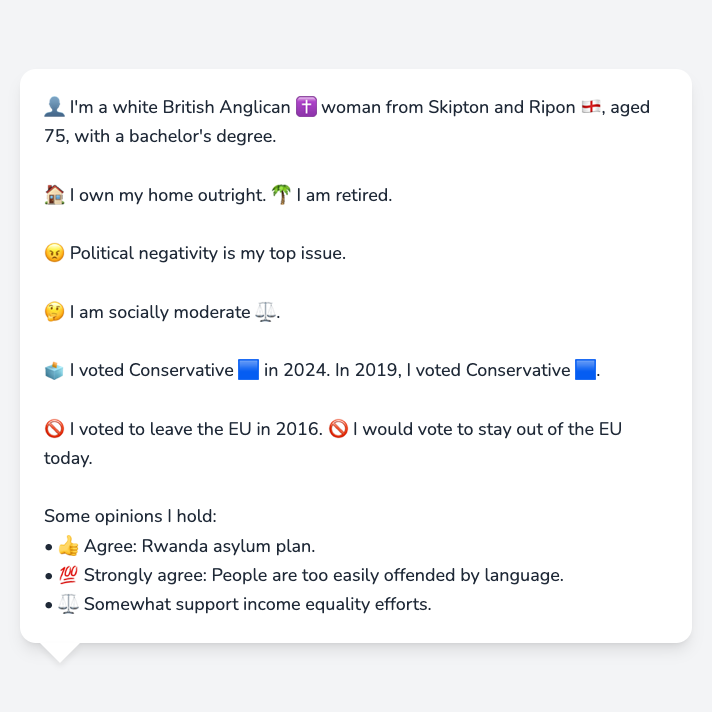 👤 I'm a white British Anglican ✝️ woman from Skipton and Ripon 🏴󠁧󠁢󠁥󠁮󠁧󠁿, aged
75, with a bachelor's degree.
🏠 I own my home outright. 🌴 I am retired.
😠 Political negativity is my top issue.
🤔 I am socially moderate ⚖️.
🗳️ I voted Conservative 🟦 in 2024. In 2019, I voted Conservative 🟦.
🚫 I voted to leave the EU in 2016. 🚫 I would vote to stay out of the EU
today.
Some opinions I hold:
• 👍 Agree: Rwanda asylum plan.
• 💯 Strongly agree: People are too easily offended by language.
• ⚖️ Somewhat support income equality efforts.